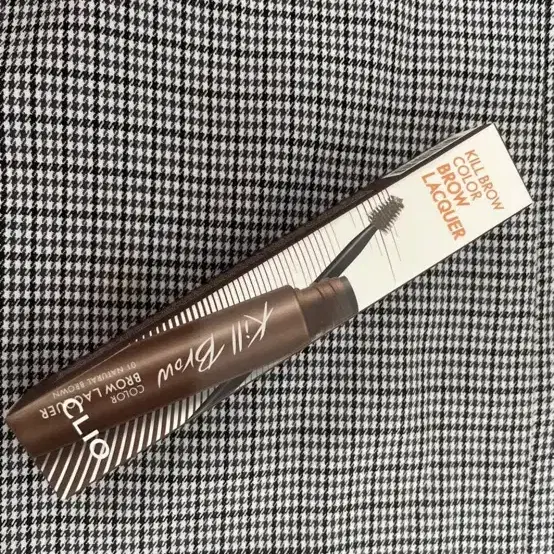 KILL BROW
COLOR
BROW
LACQUER
Kill Brow
COLOR
BROW LACQUER
01 NATURAL BROWN
CLIO